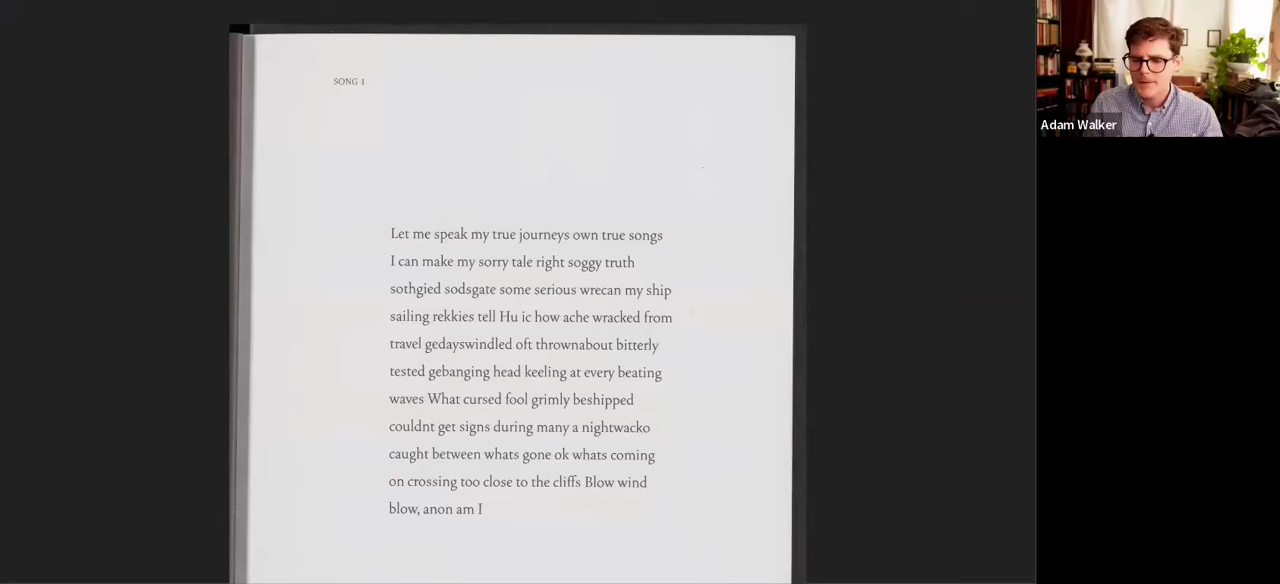 SONG 1
Let me speak my true journeys own true songs
I can make my sorry tale right soggy truth
sothgied sodsgate some serious wrecan my ship
sailing rekkies tell Hu ic how ache wracked from
travel gedayswindled oft thrownabout bitterly
tested gebanging head keeling at every beating
waves What cursed fool grimly beshipped
couldnt get signs during many a nightwacko
caught between whats gone ok whats coming
on crossing too close to the cliffs Blow wind
blow, anon am I
Adam Walker